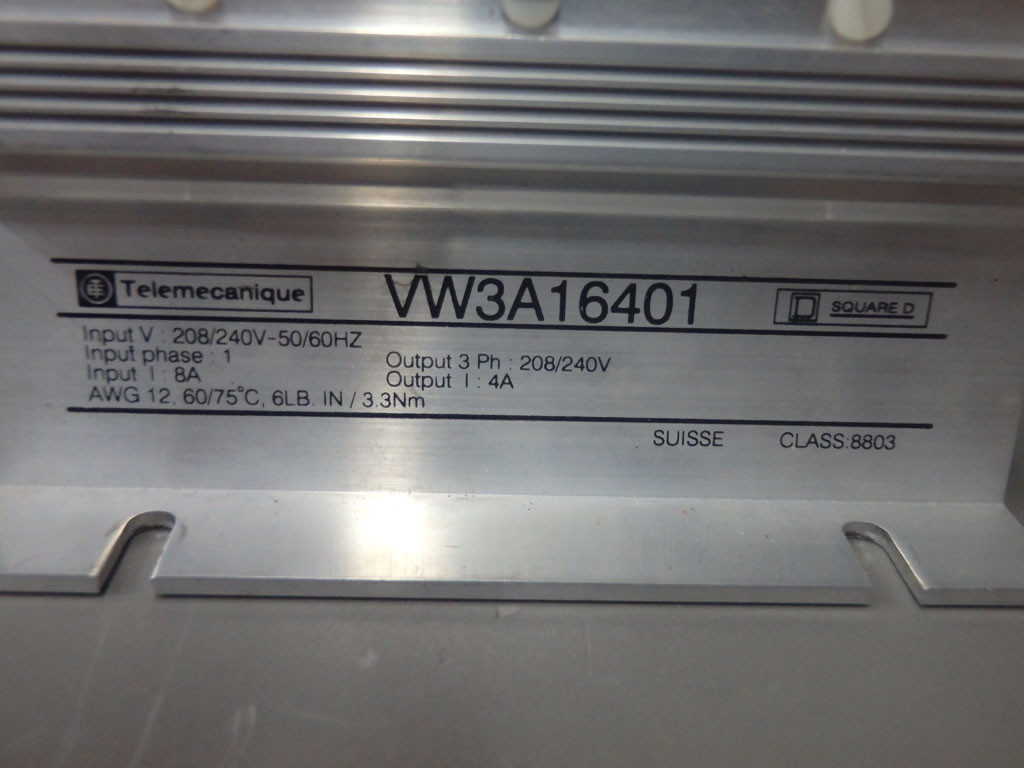 Telemecanique VW3A16401 SQUARE D
Input V : 208/240V-50/60HZ
Input phase : 1
Output 3 Ph : 208/240V
Input I : 8A
Output I : 4A
AWG 12, 60/75°C, 6LB. IN / 3.3Nm
SUISSE CLASS:8803